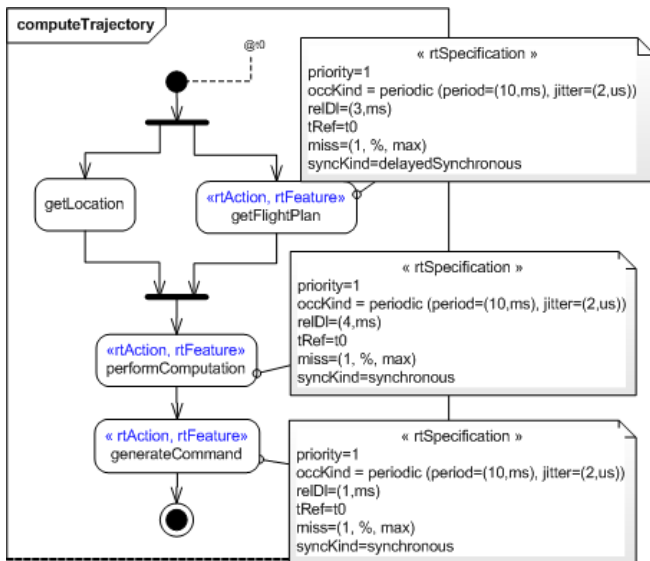 computeTrajectory
@t0
« rtSpecification »
priority=1
occKind = periodic (period=(10,ms), jitter=(2,us))
relDl=(3,ms)
tRef=t0
miss=(1, %, max)
syncKind=delayedSynchronous
getLocation
«rtAction, rtFeature»
getFlightPlan
« rtSpecification »
priority=1
occKind = periodic (period=(10,ms), jitter=(2,us))
relDl=(4,ms)
tRef=t0
miss=(1, %, max)
syncKind=synchronous
«rtAction, rtFeature»
performComputation
« rtAction, rtFeature»
generateCommand
« rtSpecification »
priority=1
occKind = periodic (period=(10,ms), jitter=(2,us))
relDl=(1,ms)
tRef=t0
miss=(1, %, max)
syncKind=synchronous